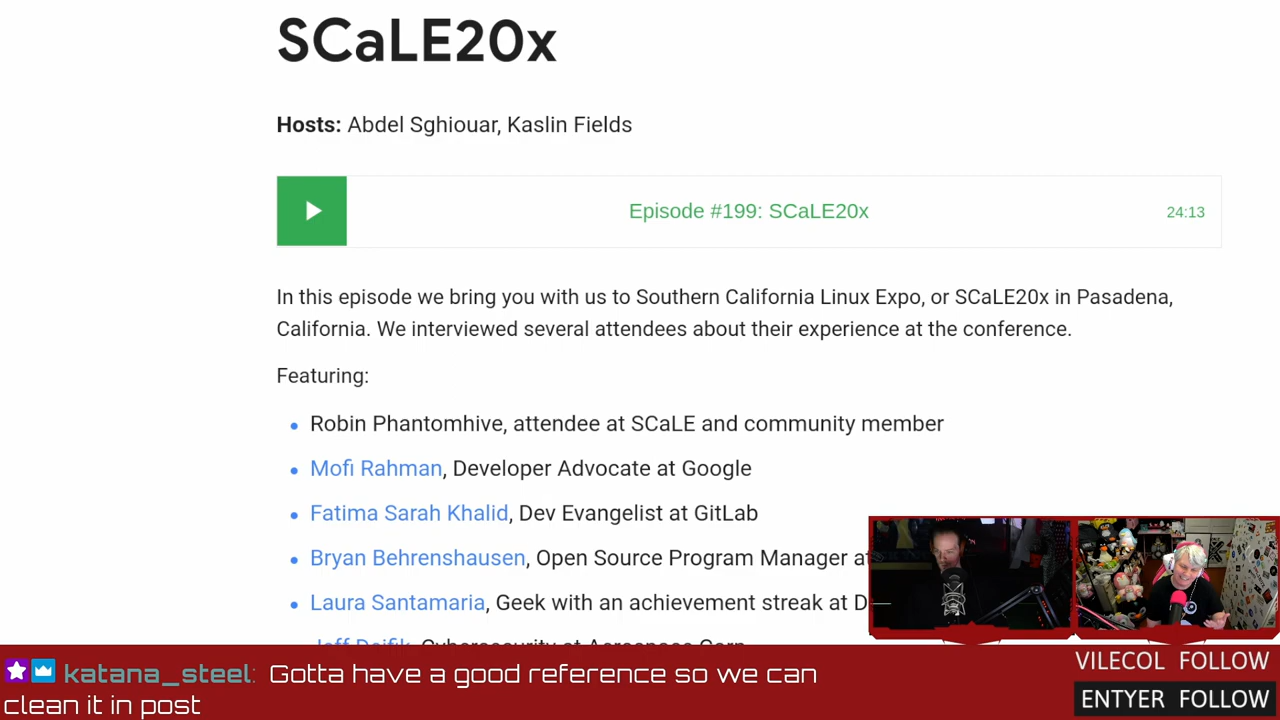 SCaLE20x
Hosts: Abdel Sghiouar, Kaslin Fields
Episode #199: SCaLE20x
24:13
In this episode we bring you with us to Southern California Linux Expo, or SCaLE20x in Pasadena,
California. We interviewed several attendees about their experience at the conference.
Featuring:
Robin Phantomhive, attendee at SCaLE and community member
Mofi Rahman, Developer Advocate at Google
Fatima Sarah Khalid, Dev Evangelist at GitLab
Bryan Behrenshausen, Open Source Program Manager
Laura Santamaria, Geek with an achievement streak at
Cybersecurity at Aerospace Corp
katana_steel: Gotta have a good reference so we can
clean it in post
VILECOL FOLLOW
ENTYER FOLLOW